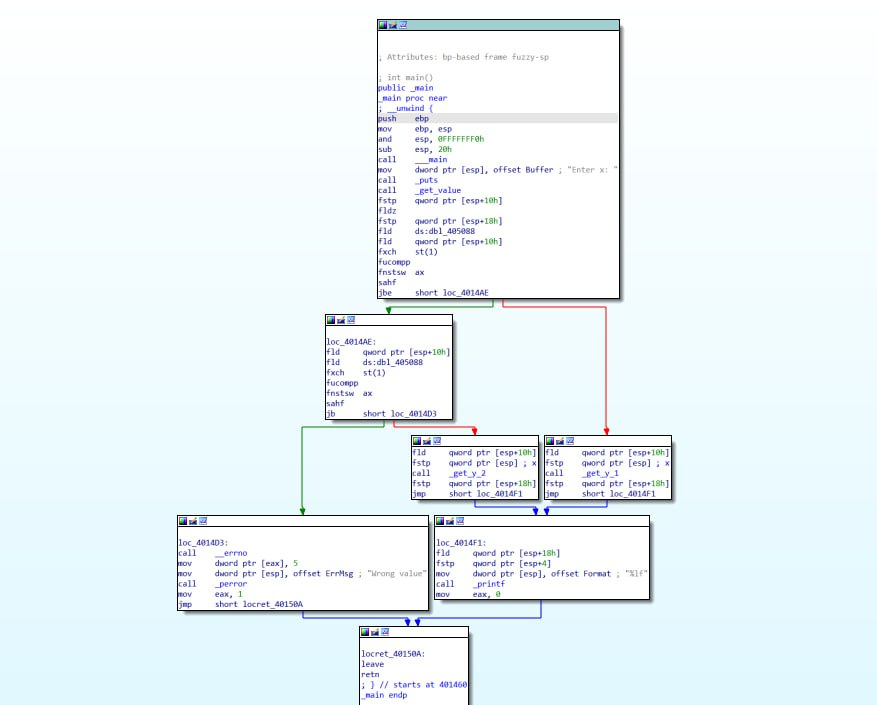 ; Attributes: bp-based frame fuzzy-sp
; int main()
public _main
_main proc near
; __unwind {
push ebp
mov ebp, esp
and esp, 0FFFFFFF0h
sub esp, 20h
call ___main
mov dword ptr [esp], offset Buffer ; "Enter x: "
call _puts
call _get_value
fstp qword ptr [esp+10h]
fldz
fstp qword ptr [esp+18h]
fld ds:dbl_405088
fld qword ptr [esp+10h]
fxch st(1)
fucompp
fnstsw ax
sahf
jbe short loc_4014AE
loc_4014AE:
fld qword ptr [esp+10h]
fld ds:dbl_405088
fxch st(1)
fucompp
fnstsw ax
sahf
jb short loc_4014D3
fld qword ptr [esp+10h]
fstp qword ptr [esp] ; x
call _get_y_2
fstp qword ptr [esp+18h]
jmp short loc_4014F1
fld qword ptr [esp+10h]
fstp qword ptr [esp] ; x
call _get_y_1
fstp qword ptr [esp+18h]
jmp short loc_4014F1
loc_4014D3:
call __errno
mov dword ptr [eax], 5
mov dword ptr [esp], offset ErrMsg ; "Wrong value"
call _perror
mov eax, 1
jmp short locret_40150A
loc_4014F1:
fld qword ptr [esp+18h]
fstp qword ptr [esp+4]
mov dword ptr [esp], offset Format ; "%lf"
call _printf
mov eax, 0
locret_40150A:
leave
retn
; } // starts at 401460
_main endp